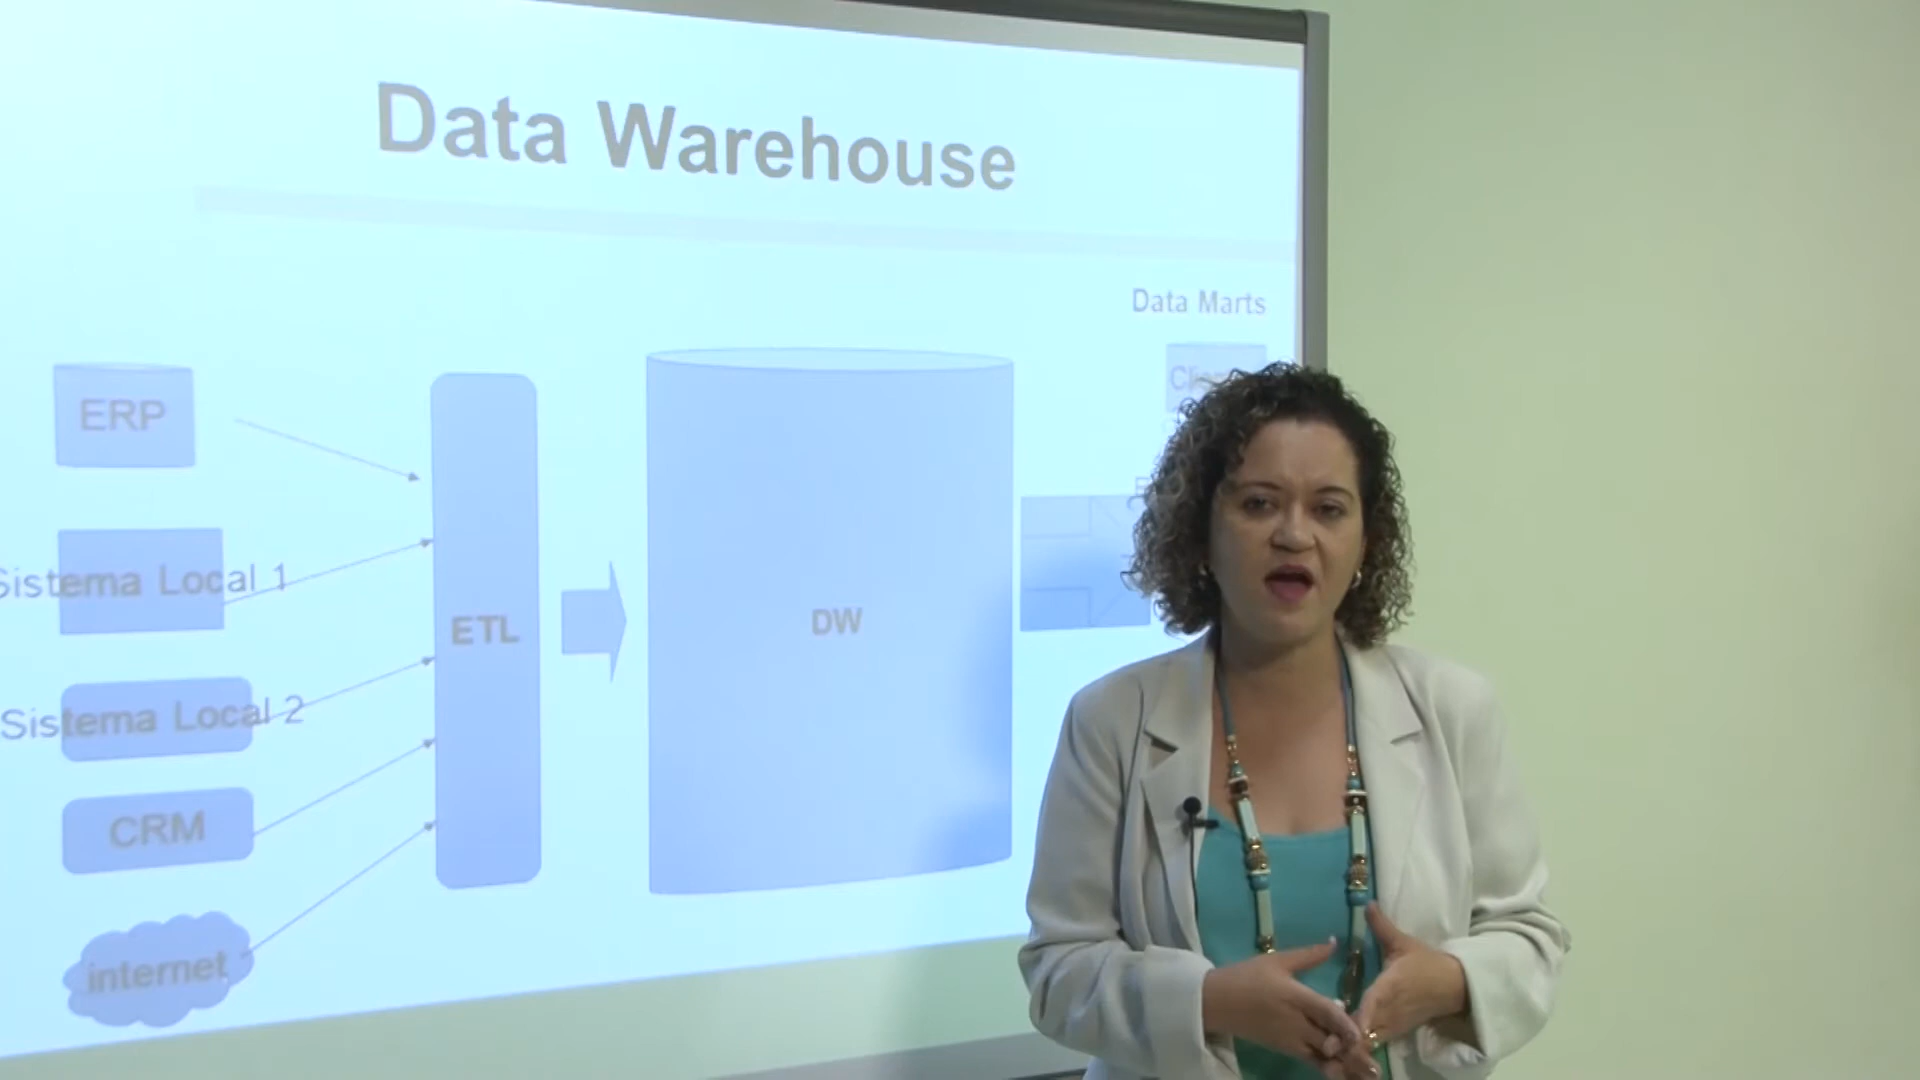 Data Warehouse
Data Marts
ERP
Sistema Local 1
ETL
DW
Sistema Local 2
CRM
internet